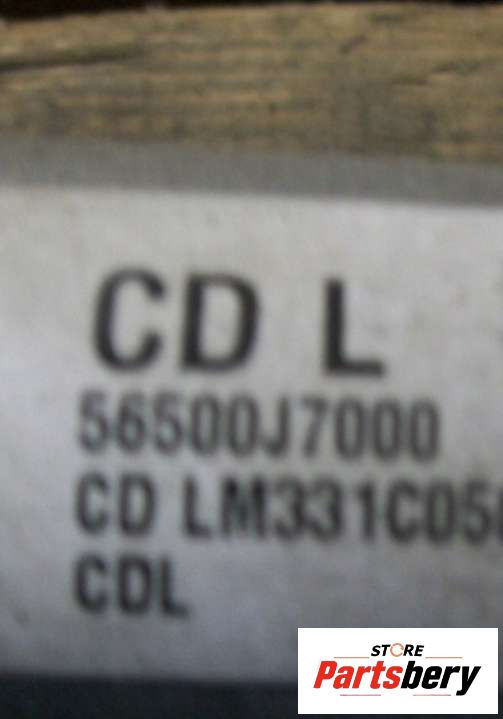 CD L
56500J7000
CD LM331C05
CDL
STORE
Partsbery